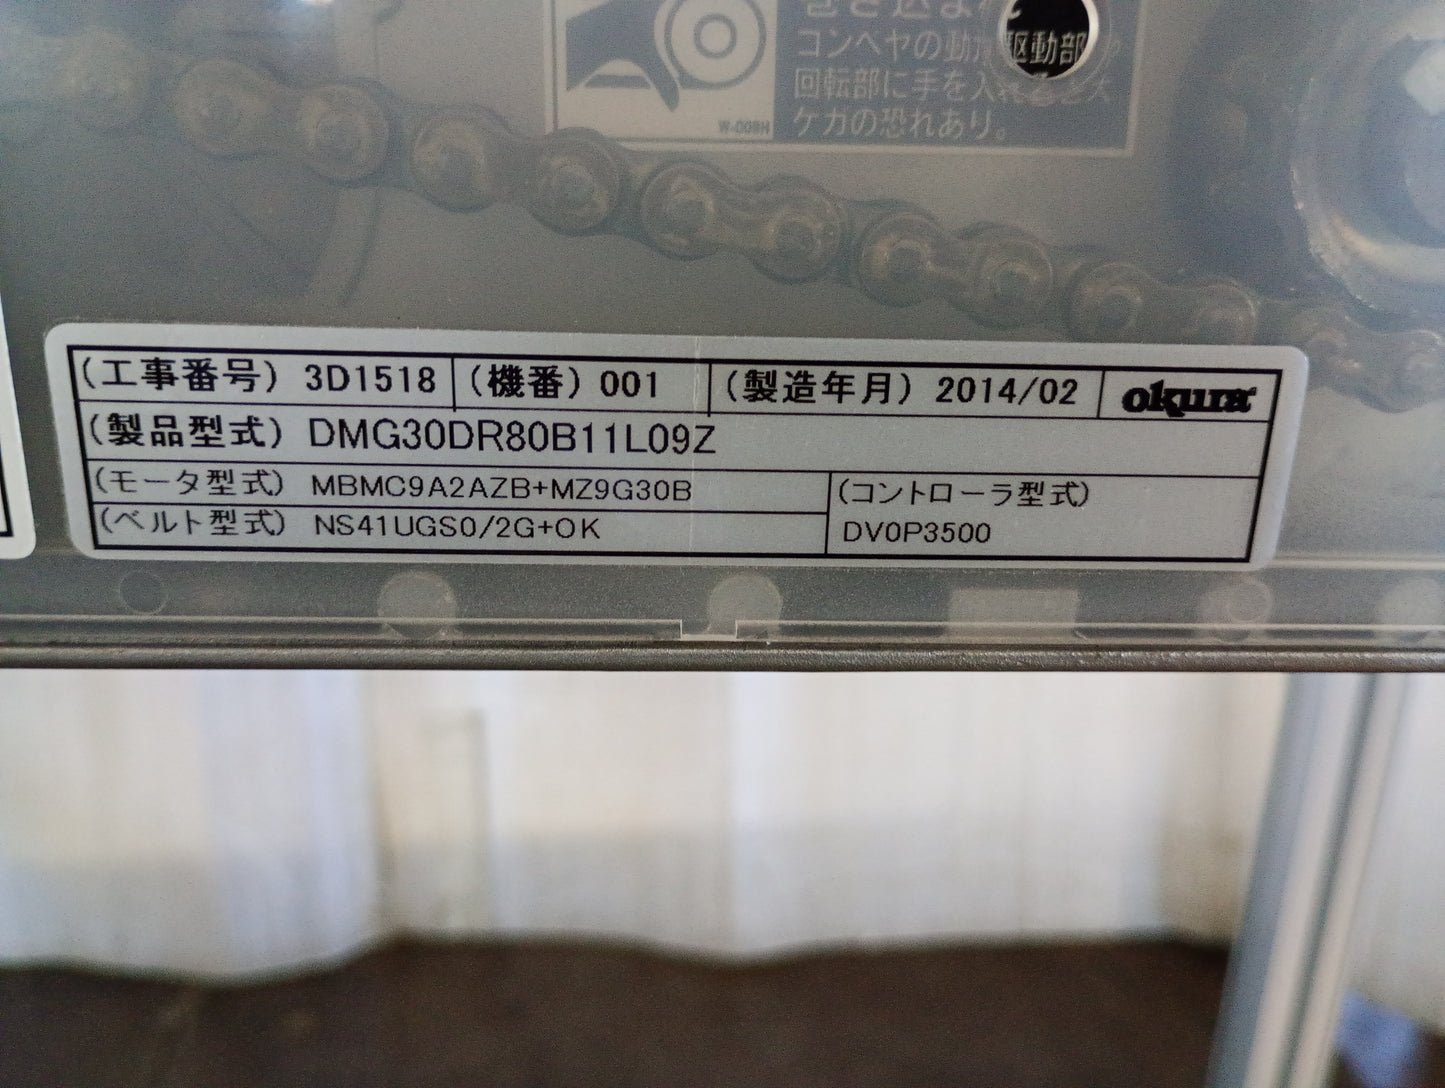 コンベヤの動
駆動部
回転部に手を入れると
ケガの恐れあり。
W-009H
(工事番号) 3D1518 (機番) 001 (製造年月) 2014/02 okura
(製品型式) DMG30DR80B11L09Z
(モータ型式) MBMC9A2AZB+MZ9G30B
(コントローラ型式)
(ベルト型式) NS41UGS0/2G+OK
DV0P3500